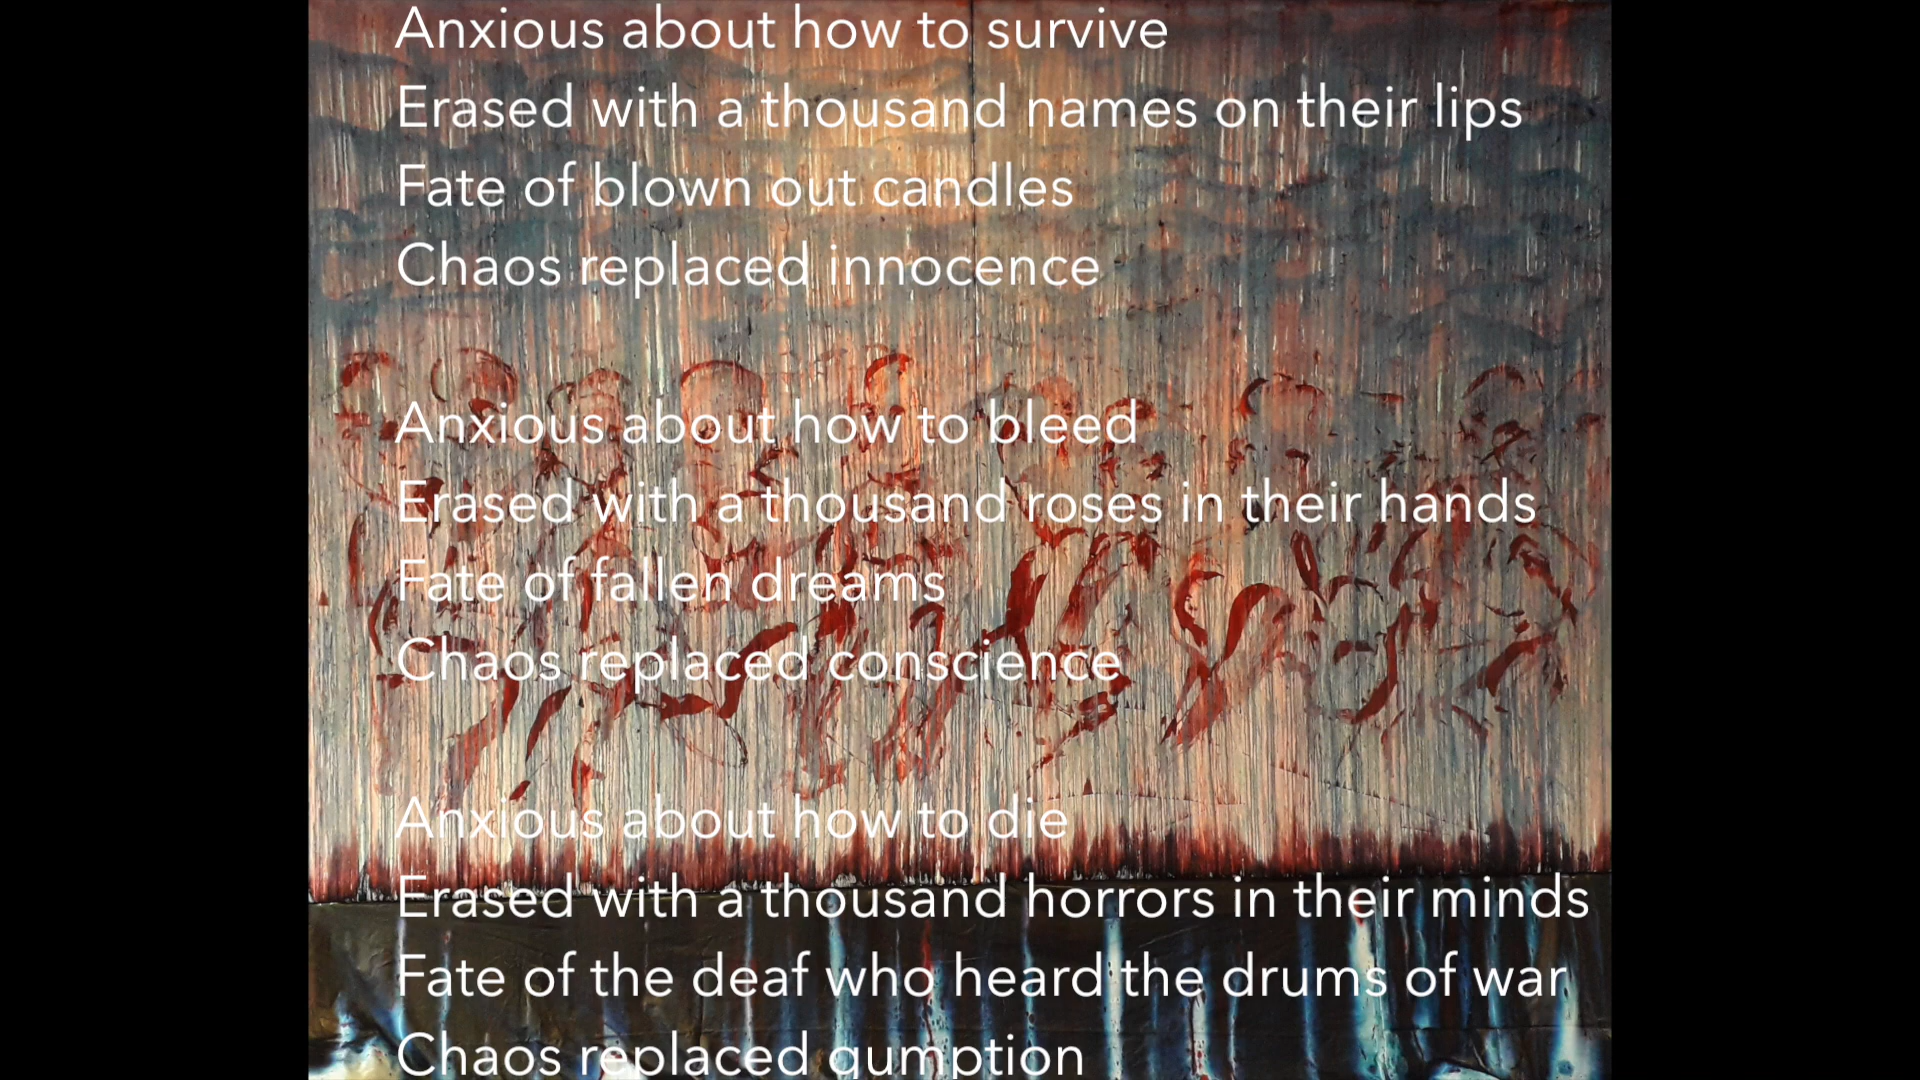 Anxious about how to survive
Erased with a thousand names on their lips
Fate of blown out candles
Chaos replaced innocence
Anxious about how to bleed
Erased with a thousand roses in their hands
Fate of fallen dreams
Chaos replaced conscience
Anxious about how to die
Erased with a thousand horrors in their minds
Fate of the deaf who heard the drums of war
Chaos replaced gumption